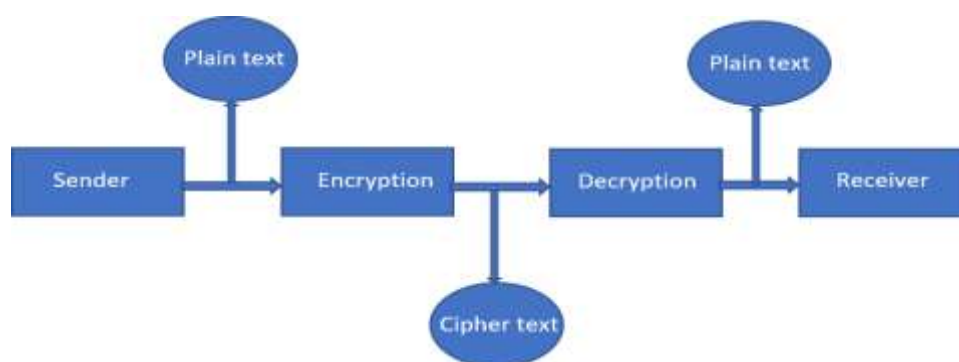 Plain text
Plain text
Sender
Encryption
Decryption
Receiver
Cipher text